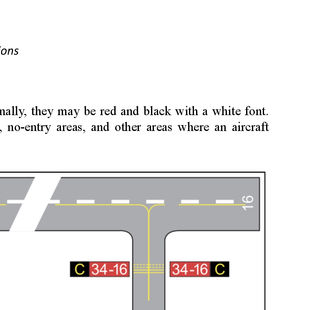 ons
nally, they may be red and black with a white font.
, no-entry areas, and other areas where an aircraft
16
C 34-16 34-16 C